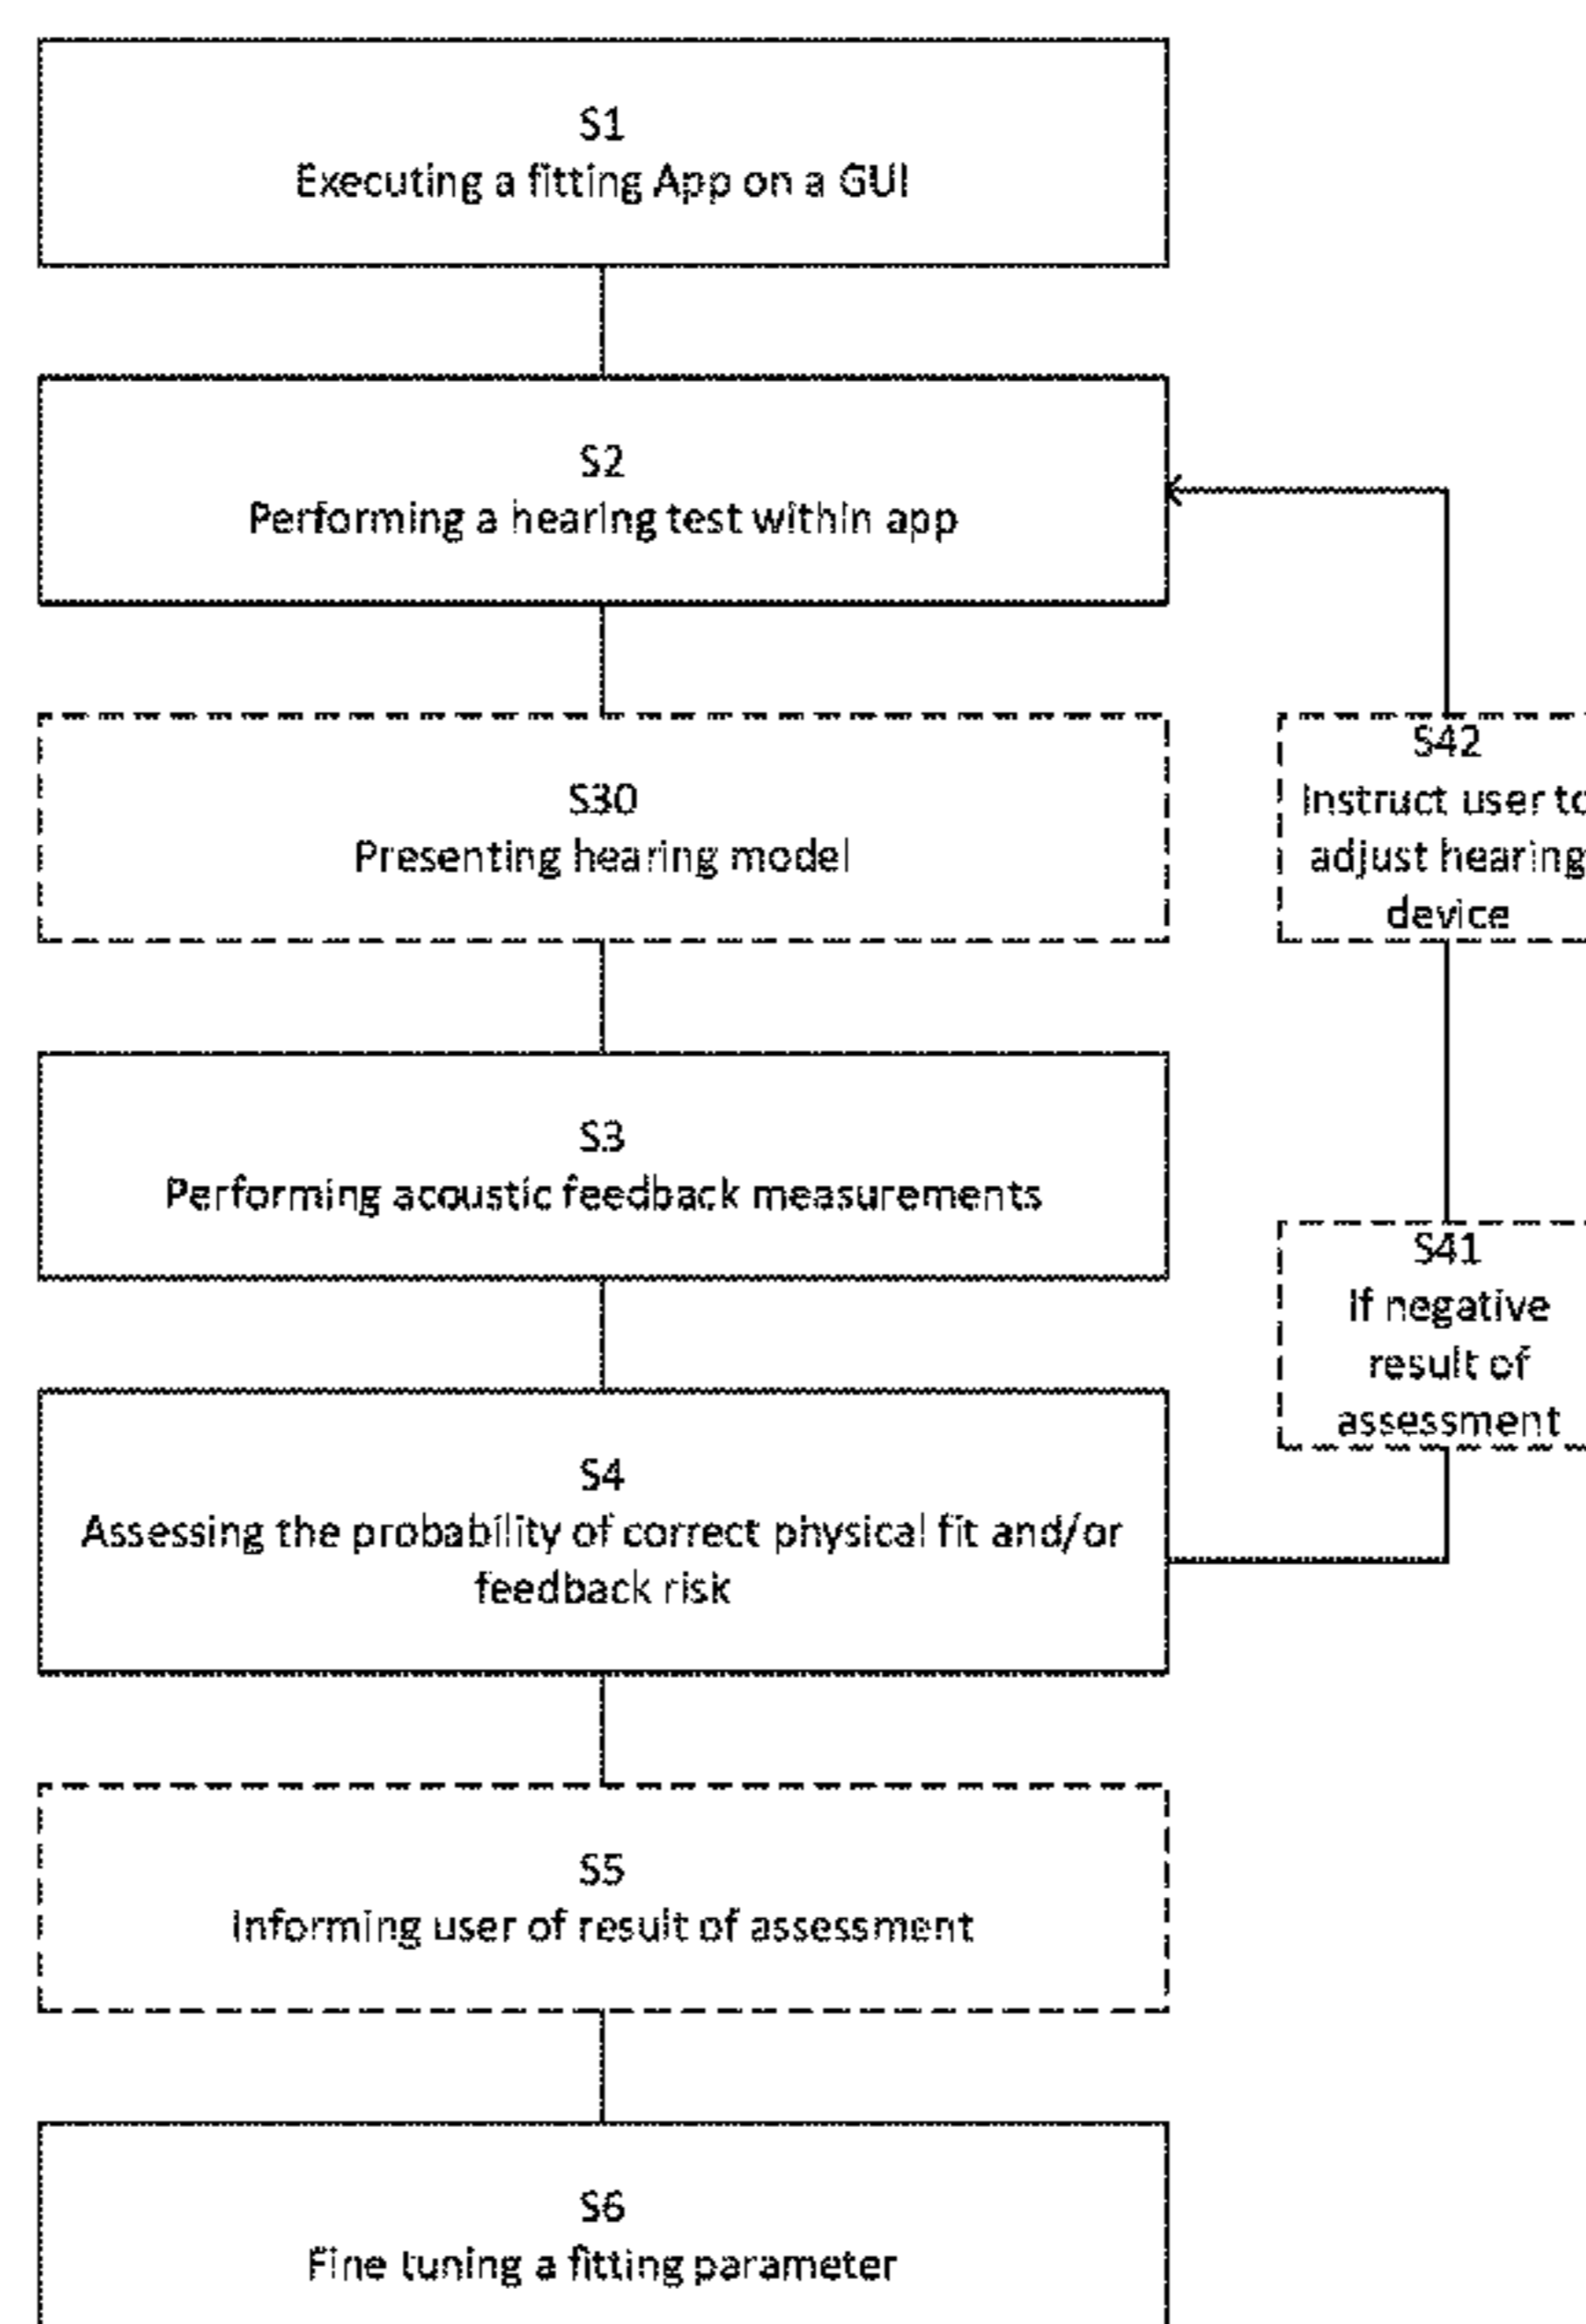 S1
Executing a fitting App on a GUI
S2
Performing a hearing test within app
S30
Presenting hearing model
S3
Performing acoustic feedback measurements
S4
Assessing the probability of correct physical fit and/or
feedback risk
S5
Informing user of result of assessment
S6
Fine tuning a fitting parameter
S42
Instruct user to
adjust hearing
device
S41
If negative
result of
assessment